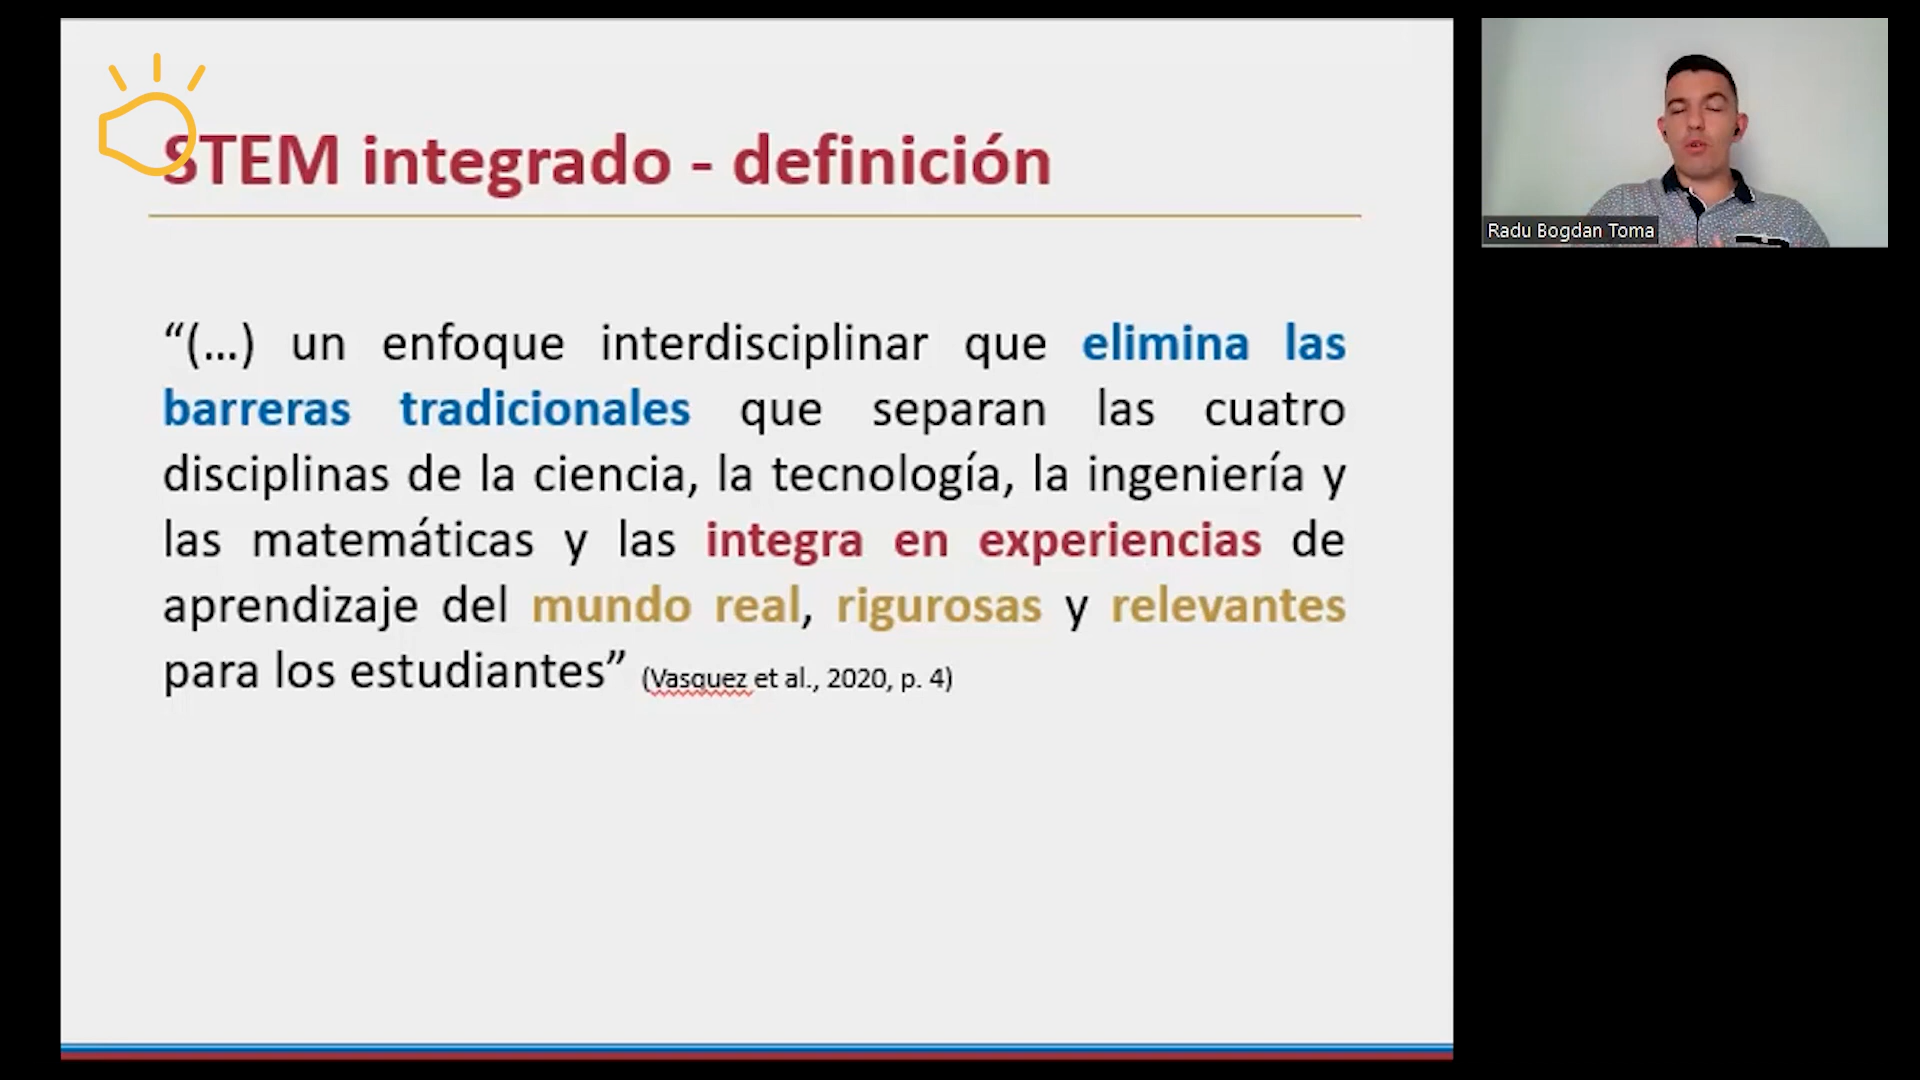 STEM integrado - definición
“(...) un enfoque interdisciplinar que elimina las
barreras tradicionales que separan las cuatro
disciplinas de la ciencia, la tecnología, la ingeniería y
las matemáticas y las integra en experiencias de
aprendizaje del mundo real, rigurosas y relevantes
para los estudiantes” (Vasquez et al., 2020, p. 4)
Radu Bogdan Toma